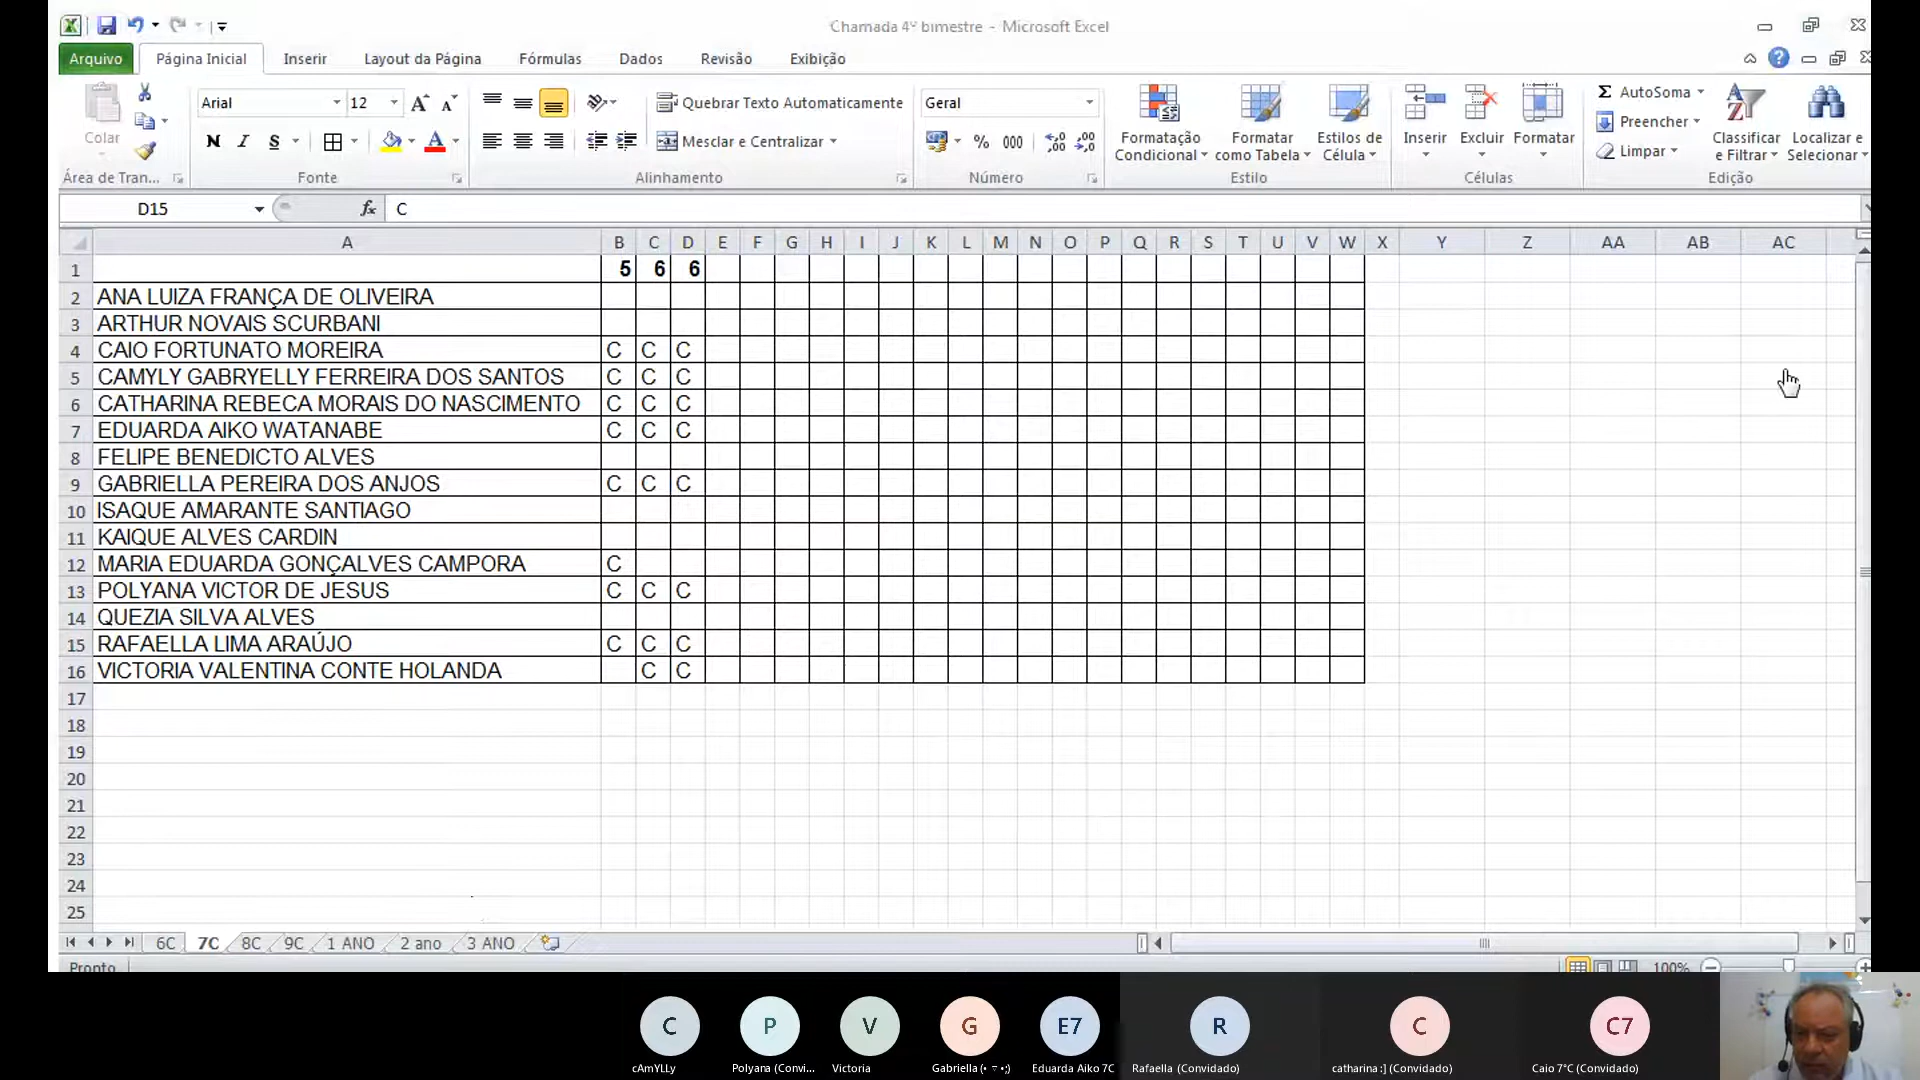 Chamada 4º bimestre - Microsoft Excel
Arquivo Página Inicial Inserir Layout da Página Fórmulas Dados Revisão Exibição
Colar
Área de Tran...
Arial 12
N I S
Fonte
Quebrar Texto Automaticamente
Mesclar e Centralizar
Alinhamento
Geral
% 000
Número
Formatação Condicional
Formatar como Tabela
Estilos de Célula
Estilo
Inserir Excluir Formatar
Células
Σ AutoSoma
Preencher
Limpar
Classificar e Filtrar
Localizar e Selecionar
Edição
D15 fx C
A B C D E F G H I J K L M N O P Q R S T U V W X Y Z AA AB AC
1 5 6 6
2 ANA LUIZA FRANÇA DE OLIVEIRA
3 ARTHUR NOVAIS SCURBANI
4 CAIO FORTUNATO MOREIRA C C C
5 CAMYLY GABRYELLY FERREIRA DOS SANTOS C C C
6 CATHARINA REBECA MORAIS DO NASCIMENTO C C C
7 EDUARDA AIKO WATANABE C C C
8 FELIPE BENEDICTO ALVES
9 GABRIELLA PEREIRA DOS ANJOS C C C
10 ISAQUE AMARANTE SANTIAGO
11 KAIQUE ALVES CARDIN
12 MARIA EDUARDA GONÇALVES CAMPORA C
13 POLYANA VICTOR DE JESUS C C C
14 QUEZIA SILVA ALVES
15 RAFAELLA LIMA ARAÚJO C C C
16 VICTORIA VALENTINA CONTE HOLANDA C C
17
18
19
20
21
22
23
24
25
6C 7C 8C 9C 1 ANO 2 ano 3 ANO
Pronto 100%
C P V G E7 R C C7
cAmYLLy Polyana (Convi... Victoria Gabriella (• ᵕ •;) Eduarda Aiko 7C Rafaella (Convidado) catharina :] (Convidado) Caio 7°C (Convidado)